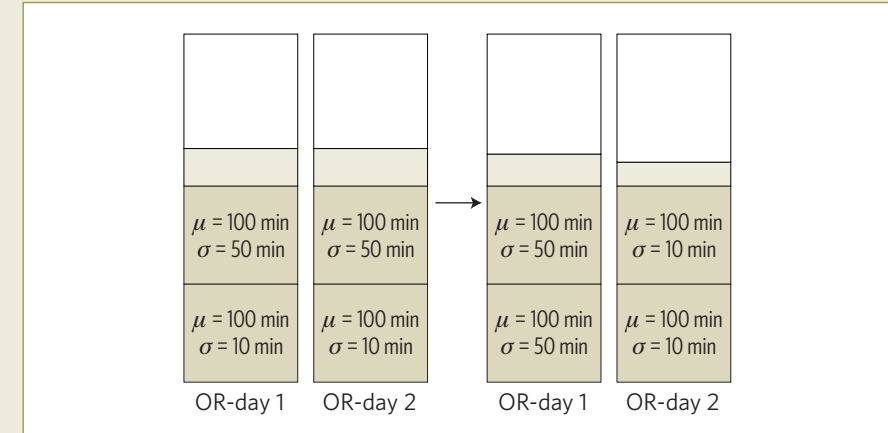 μ = 100 min
σ = 50 min
μ = 100 min
σ = 10 min
OR-day 1
μ = 100 min
σ = 50 min
μ = 100 min
σ = 10 min
OR-day 2
μ = 100 min
σ = 50 min
μ = 100 min
σ = 50 min
OR-day 1
μ = 100 min
σ = 10 min
μ = 100 min
σ = 10 min
OR-day 2